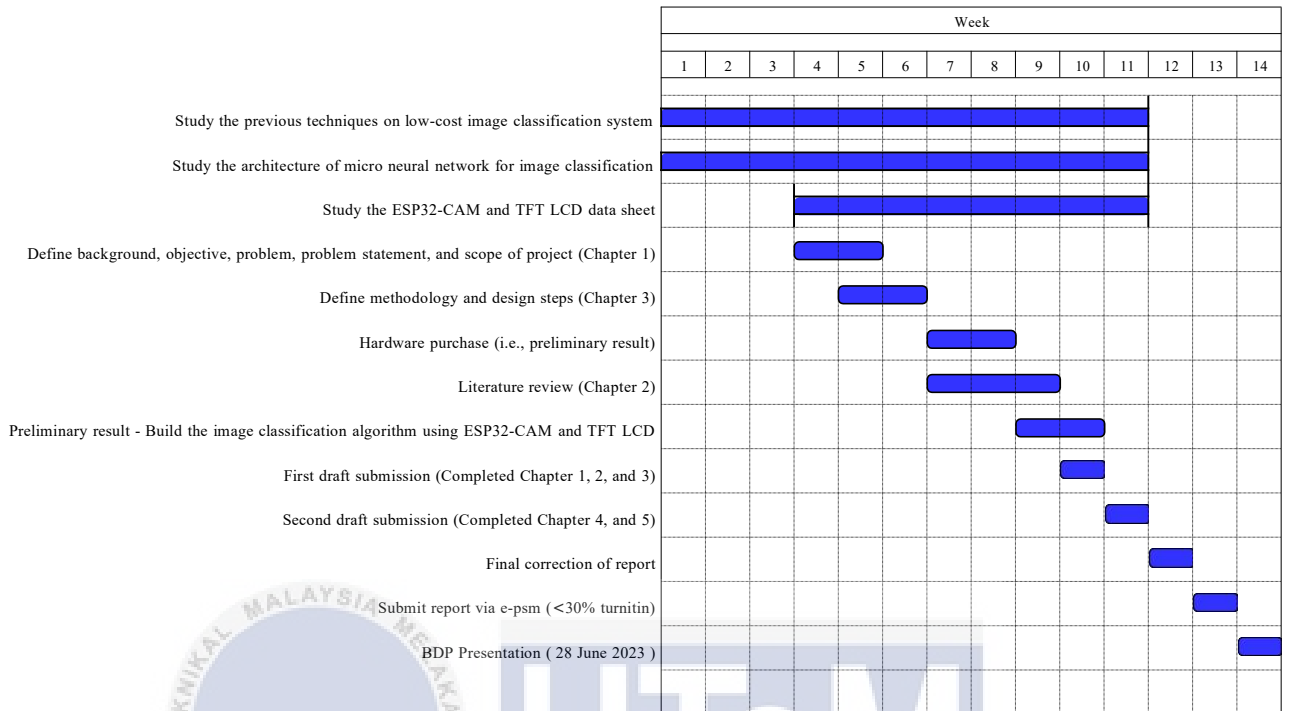 Week
1 2 3 4 5 6 7 8 9 10 11 12 13 14
Study the previous techniques on low-cost image classification system
Study the architecture of micro neural network for image classification
Study the ESP32-CAM and TFT LCD data sheet
Define background, objective, problem, problem statement, and scope of project (Chapter 1)
Define methodology and design steps (Chapter 3)
Hardware purchase (i.e., preliminary result)
Literature review (Chapter 2)
Preliminary result - Build the image classification algorithm using ESP32-CAM and TFT LCD
First draft submission (Completed Chapter 1, 2, and 3)
Second draft submission (Completed Chapter 4, and 5)
Final correction of report
Submit report via e-psm (<30% turnitin)
BDP Presentation ( 28 June 2023 )
NIKAL MALAYSIA MELAKA